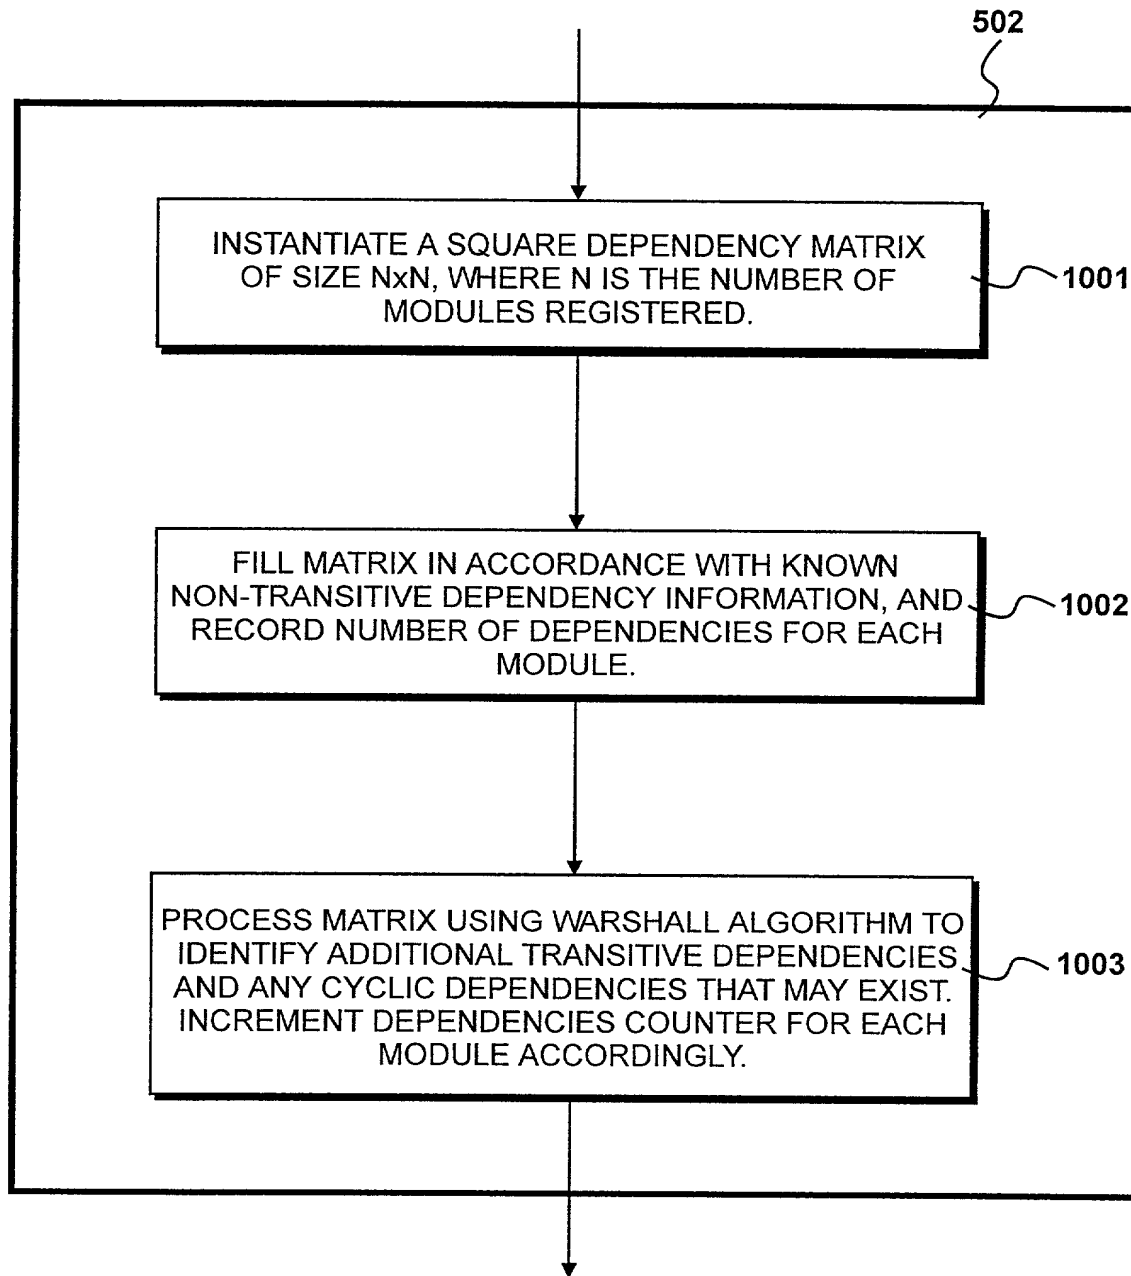 502
INSTANTIATE A SQUARE DEPENDENCY MATRIX
OF SIZE NxN, WHERE N IS THE NUMBER OF
MODULES REGISTERED.
1001
FILL MATRIX IN ACCORDANCE WITH KNOWN
NON-TRANSITIVE DEPENDENCY INFORMATION, AND
RECORD NUMBER OF DEPENDENCIES FOR EACH
MODULE.
1002
PROCESS MATRIX USING WARSHALL ALGORITHM TO
IDENTIFY ADDITIONAL TRANSITIVE DEPENDENCIES
AND ANY CYCLIC DEPENDENCIES THAT MAY EXIST.
INCREMENT DEPENDENCIES COUNTER FOR EACH
MODULE ACCORDINGLY.
1003